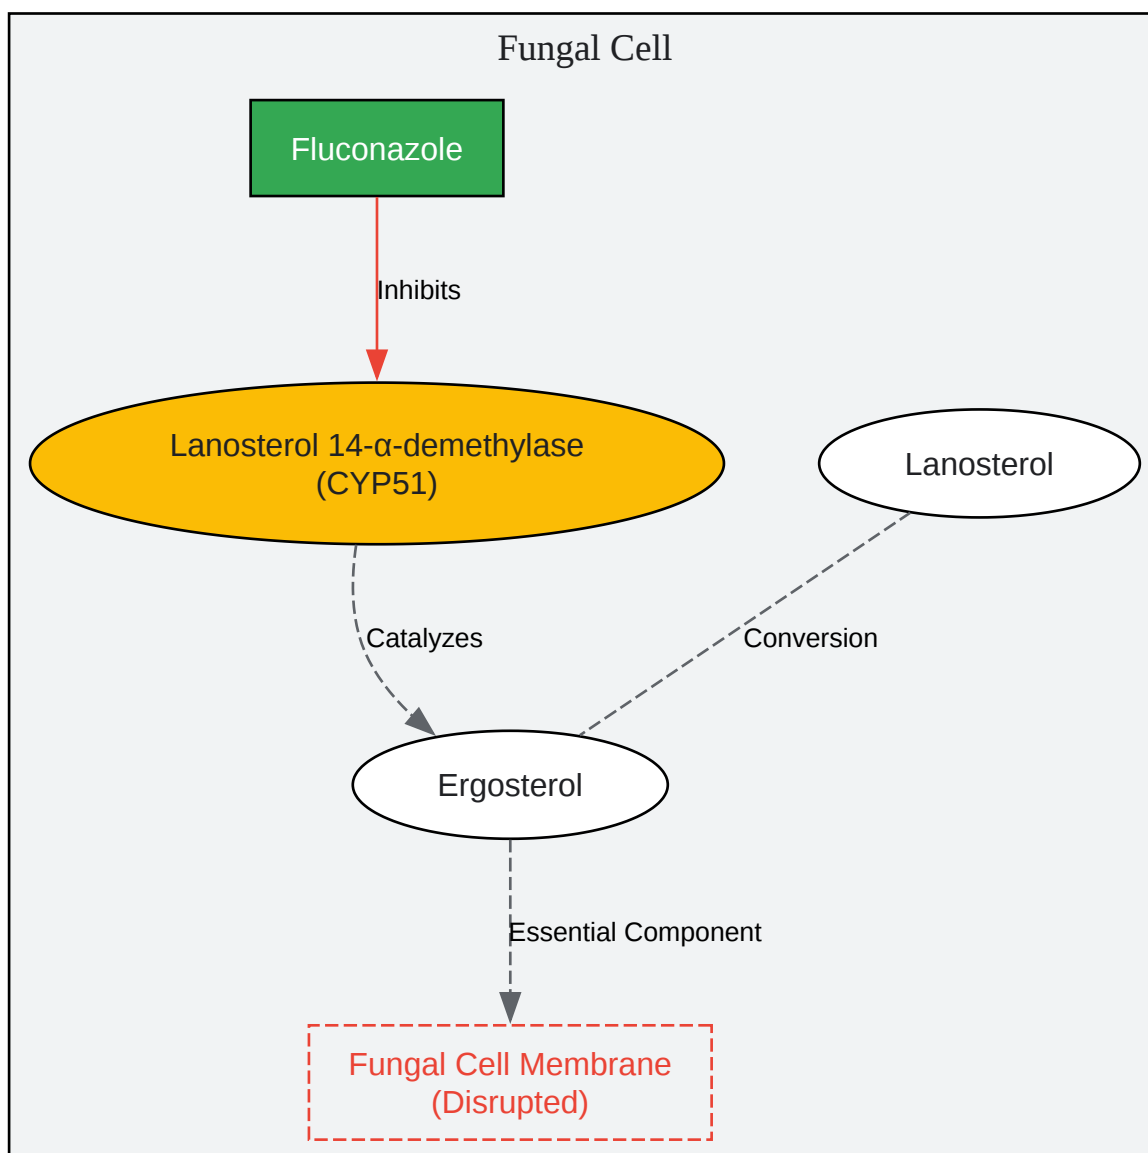 Fungal Cell
Fluconazole
Inhibits
Lanosterol 14-α-demethylase
(CYP51)
Lanosterol
Catalyzes
Conversion
Ergosterol
Essential Component
Fungal Cell Membrane
(Disrupted)